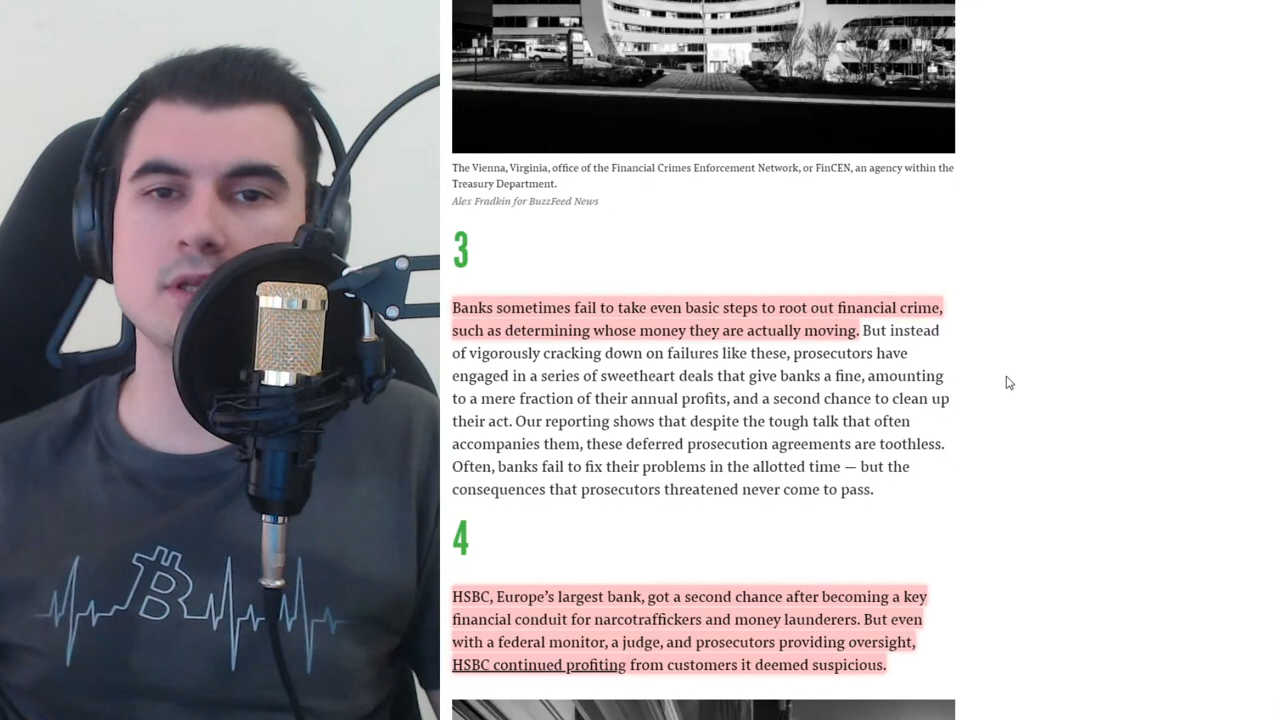 The Vienna, Virginia, office of the Financial Crimes Enforcement Network, or FinCEN, an agency within the
Treasury Department.
Alex Fradkin for BuzzFeed News
3
Banks sometimes fail to take even basic steps to root out financial crime,
such as determining whose money they are actually moving. But instead
of vigorously cracking down on failures like these, prosecutors have
engaged in a series of sweetheart deals that give banks a fine, amounting
to a mere fraction of their annual profits, and a second chance to clean up
their act. Our reporting shows that despite the tough talk that often
accompanies them, these deferred prosecution agreements are toothless.
Often, banks fail to fix their problems in the allotted time — but the
consequences that prosecutors threatened never come to pass.
4
HSBC, Europe’s largest bank, got a second chance after becoming a key
financial conduit for narcotraffickers and money launderers. But even
with a federal monitor, a judge, and prosecutors providing oversight,
HSBC continued profiting from customers it deemed suspicious.